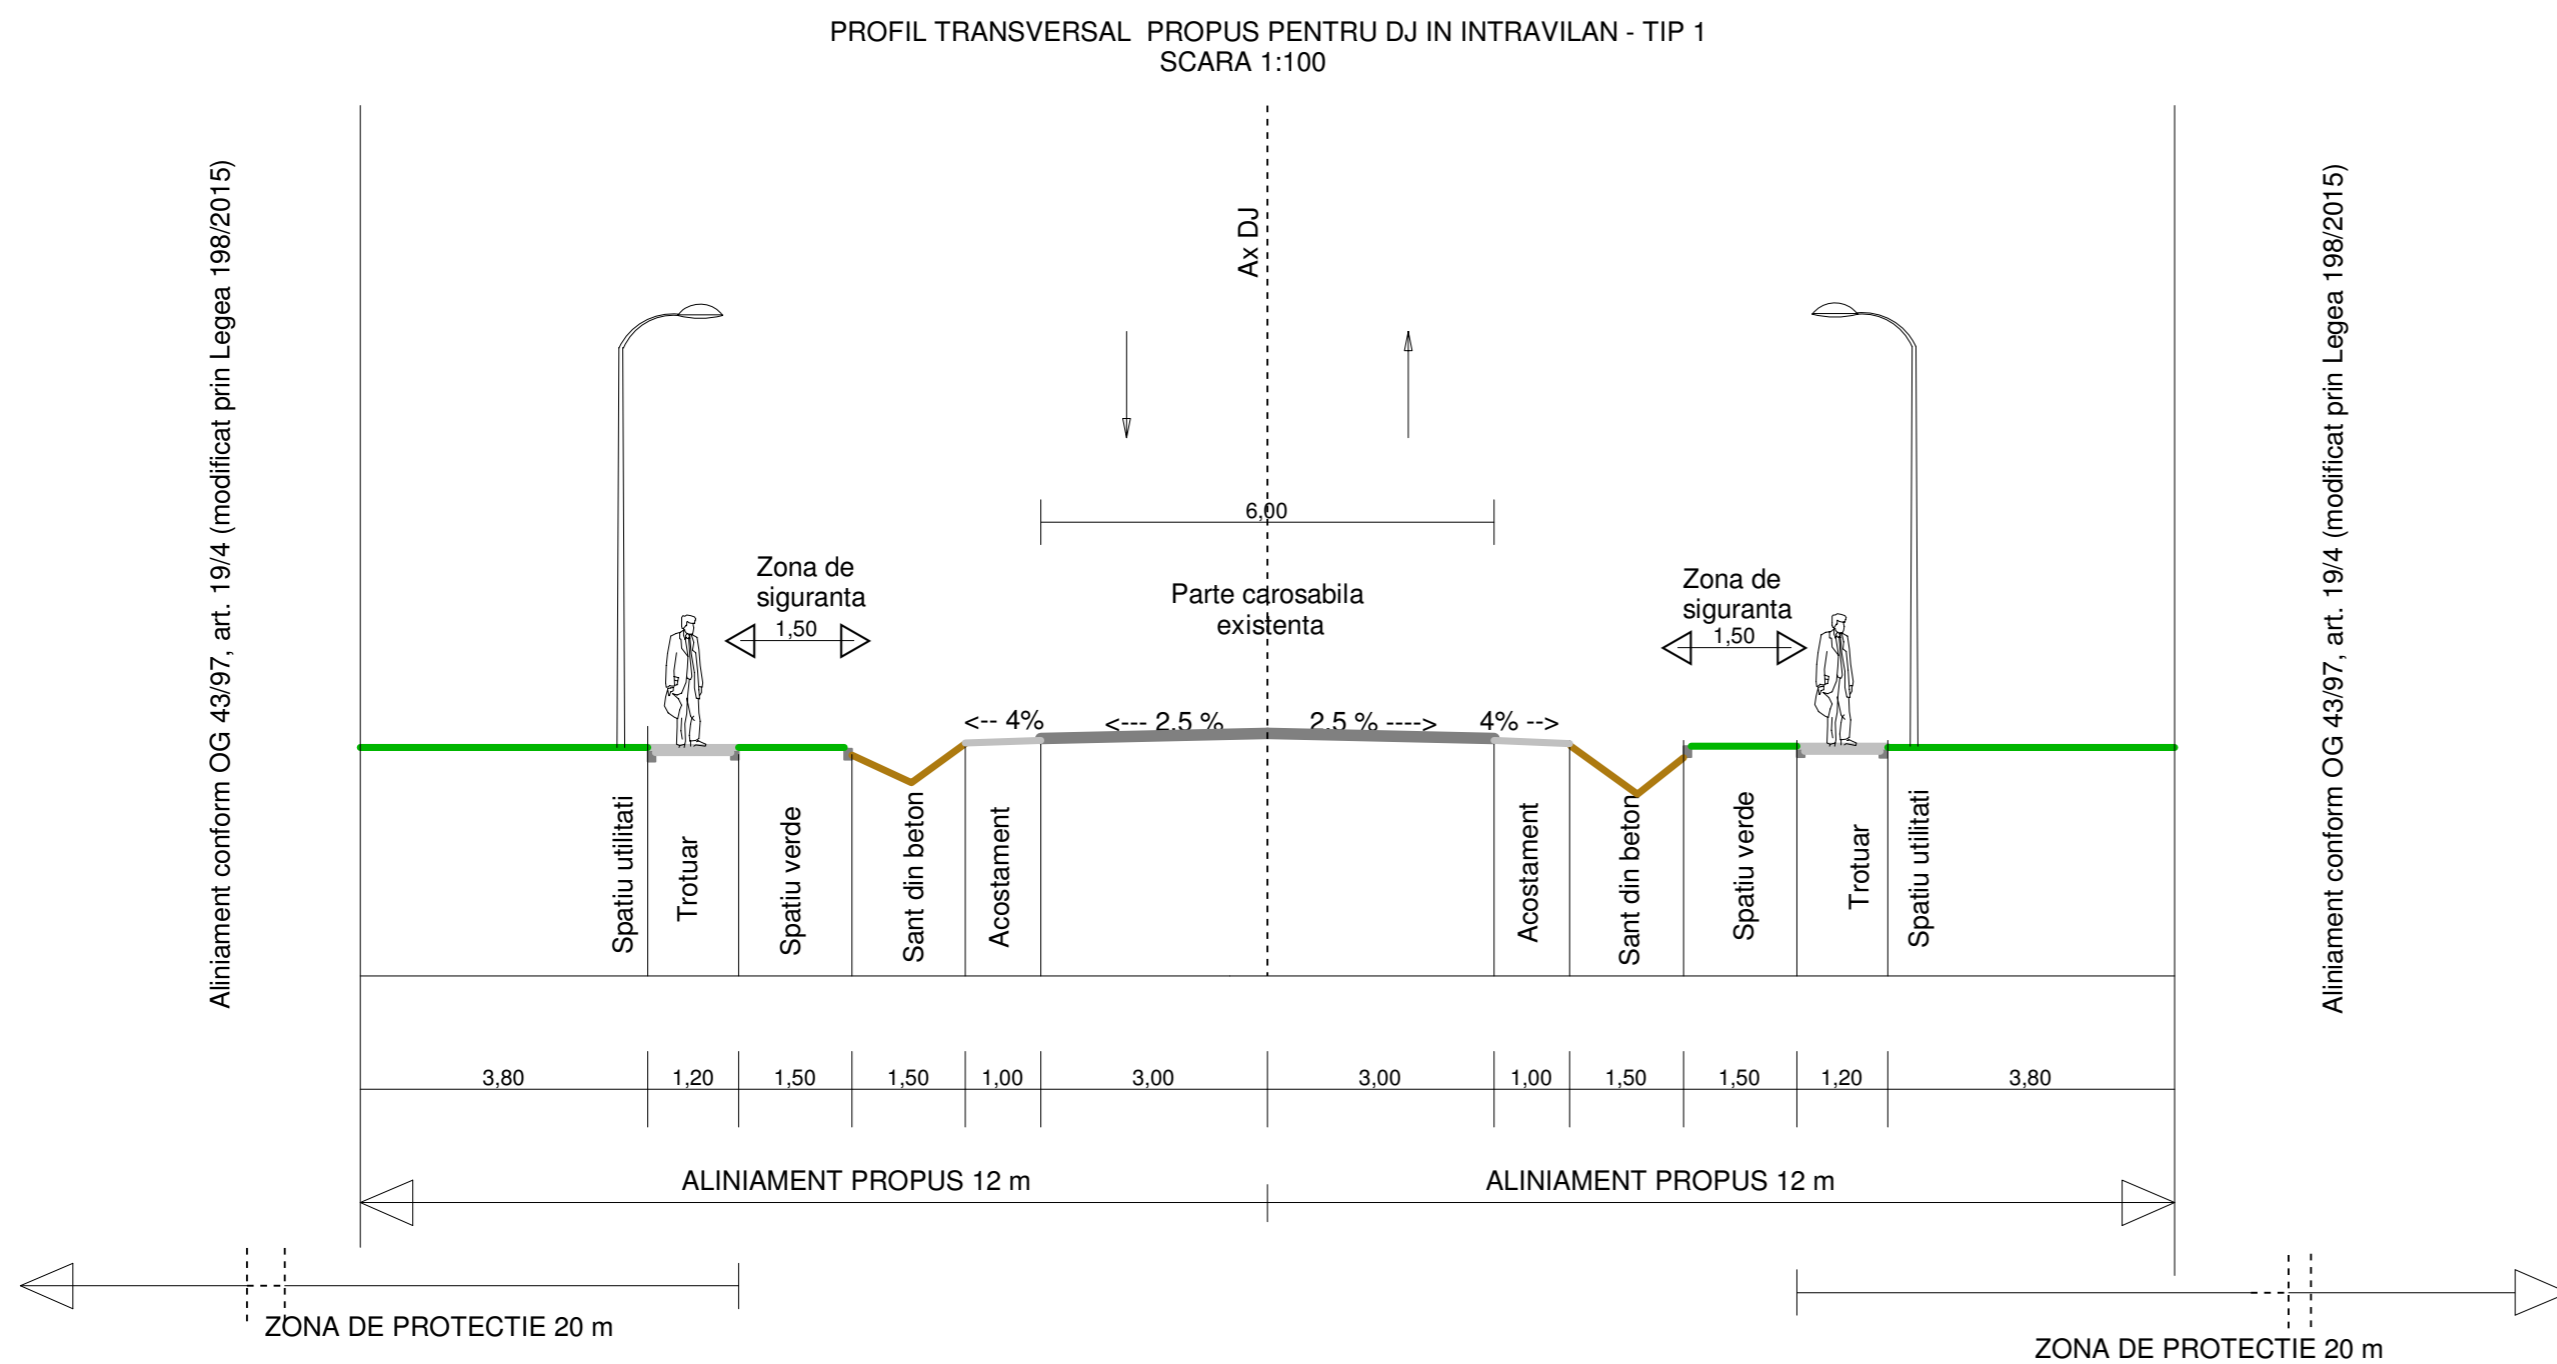 PROFIL TRANSVERSAL PROPUS PENTRU DJ IN INTRAVILAN - TIP 1
SCARA 1:100
Aliniament conform OG 43/97, art. 19/4 (modificat prin Legea 198/2015)
Ax DJ
Aliniament conform OG 43/97, art. 19/4 (modificat prin Legea 198/2015)
6,00
Zona de
siguranta
1,50
Parte carosabila
existenta
Zona de
siguranta
1,50
<-- 4%
<--- 2.5 %
2.5 % ---->
4% -->
Spatiu utilitati
Trotuar
Spatiu verde
Sant din beton
Acostament
Acostament
Sant din beton
Spatiu verde
Trotuar
Spatiu utilitati
3,80 1,20 1,50 1,50 1,00 3,00 3,00 1,00 1,50 1,50 1,20 3,80
ALINIAMENT PROPUS 12 m
ALINIAMENT PROPUS 12 m
ZONA DE PROTECTIE 20 m
ZONA DE PROTECTIE 20 m